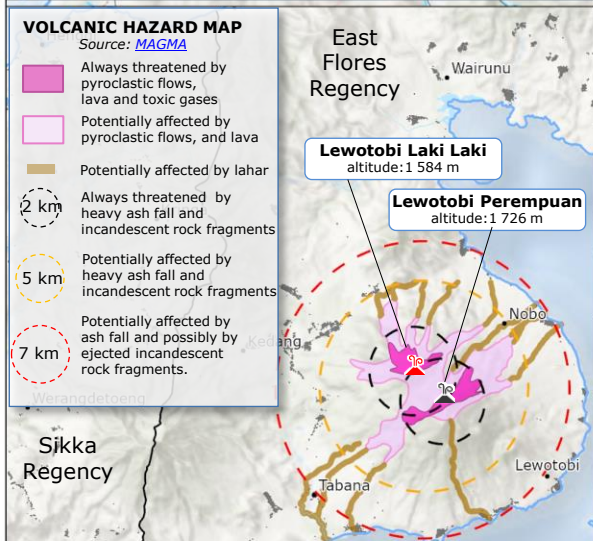 VOLCANIC HAZARD MAP
Source: MAGMA
Always threatened by
pyroclastic flows,
lava and toxic gases
Potentially affected by
pyroclastic flows, and lava
Potentially affected by lahar
2 km
Always threatened by
heavy ash fall and
incandescent rock fragments
5 km
Potentially affected by
heavy ash fall and
incandescent rock fragments
7 km
Potentially affected by
ash fall and possibly by
ejected incandescent
rock fragments.
East
Flores
Regency
Wairunu
Lewotobi Laki Laki
altitude:1 584 m
Lewotobi Perempuan
altitude:1 726 m
Nobo
Kedang
Werangdetoeng
Sikka
Regency
Tabana
Lewotobi